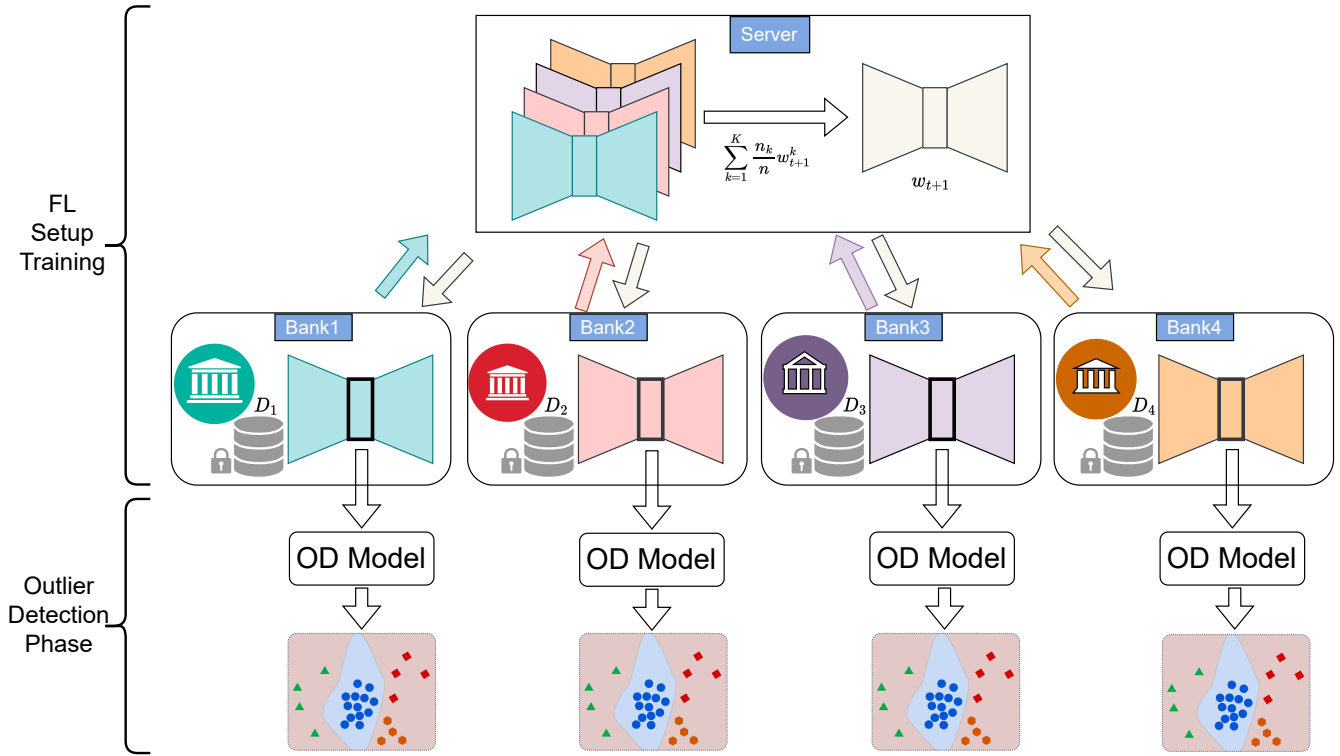 Server
\sum_{k=1}^{K} \frac{n_k}{n} w_{t+1}^{k}
w_{t+1}
FL
Setup
Training
Bank1
Bank2
Bank3
Bank4
D_1
D_2
D_3
D_4
OD Model
OD Model
OD Model
OD Model
Outlier
Detection
Phase